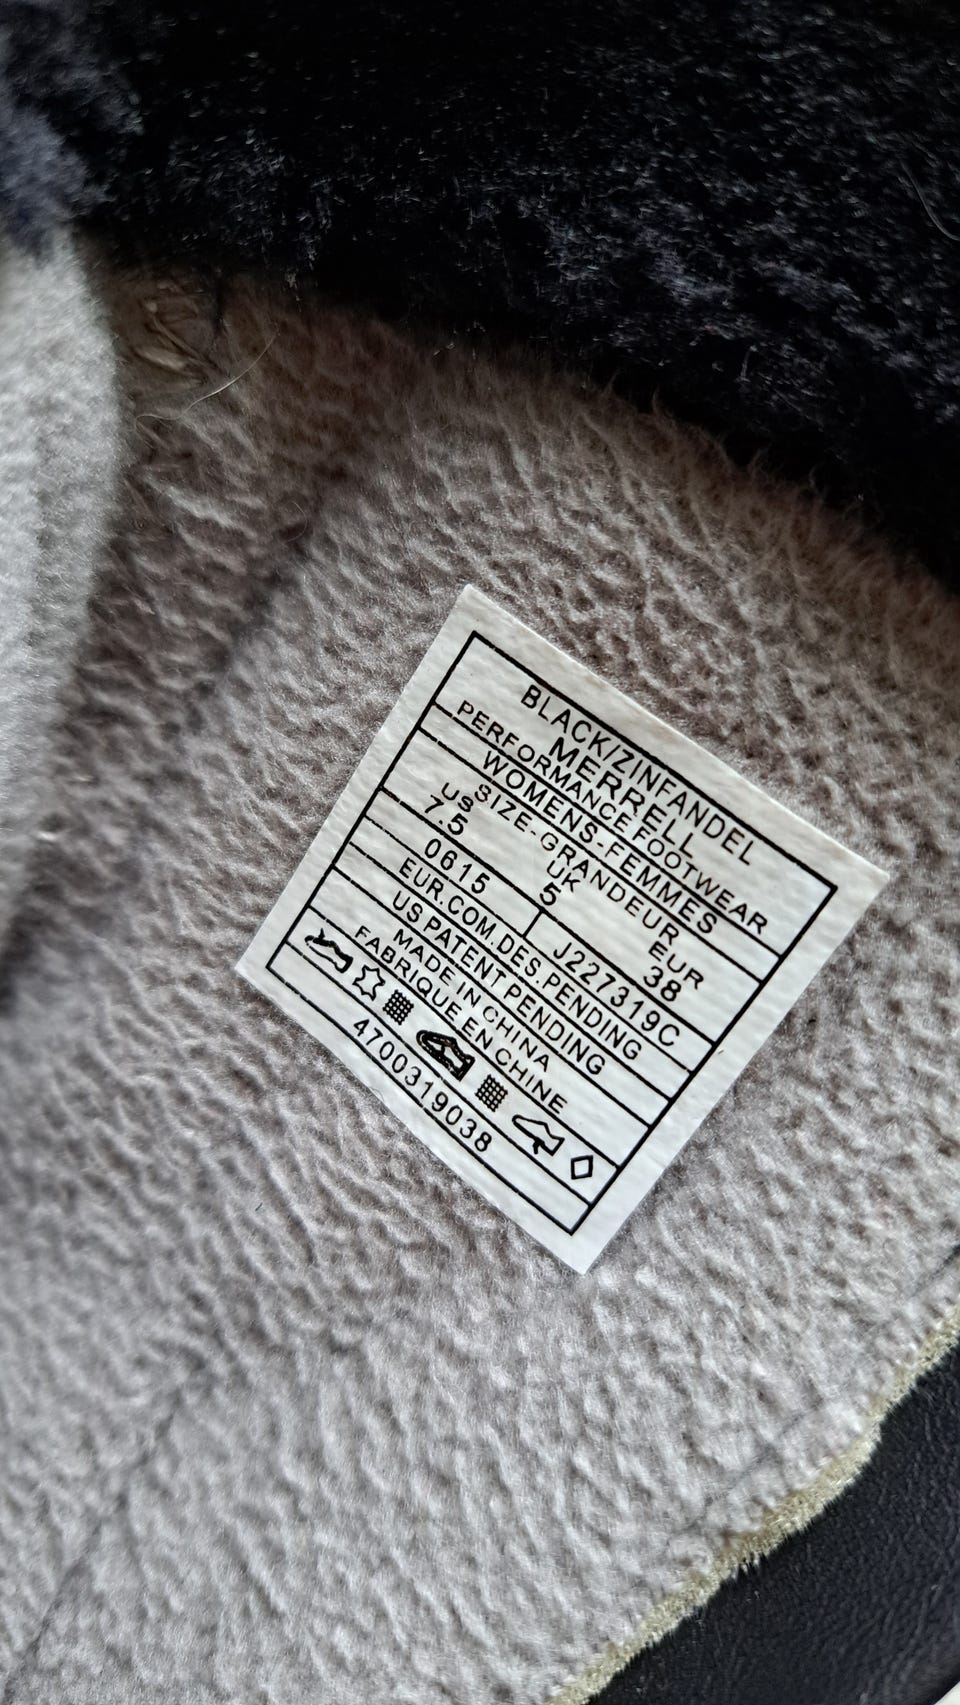 BLACK/ZINFANDEL
MERRELL
PERFORMANCE FOOTWEAR
WOMENS-FEMMES
SIZE-GRANDEUR
US UK EUR
7.5 5 38
0615 J227319C
EUR.COM.DES.PENDING
US PATENT PENDING
MADE IN CHINA
FABRIQUE EN CHINE
4700319038